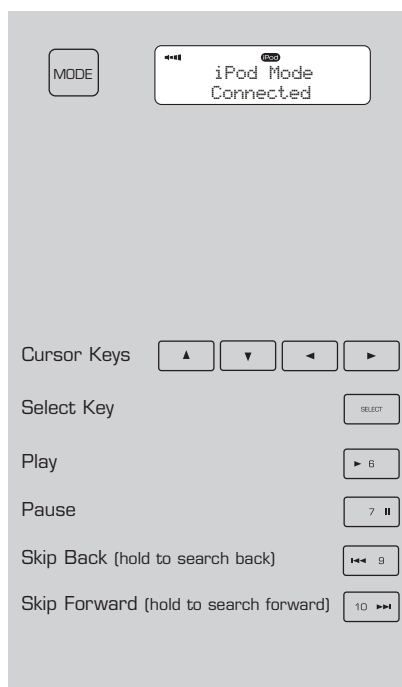 MODE
iPod
iPod Mode
Connected
Cursor Keys
Select Key SELECT
Play 6
Pause 7
Skip Back (hold to search back) 9
Skip Forward (hold to search forward) 10